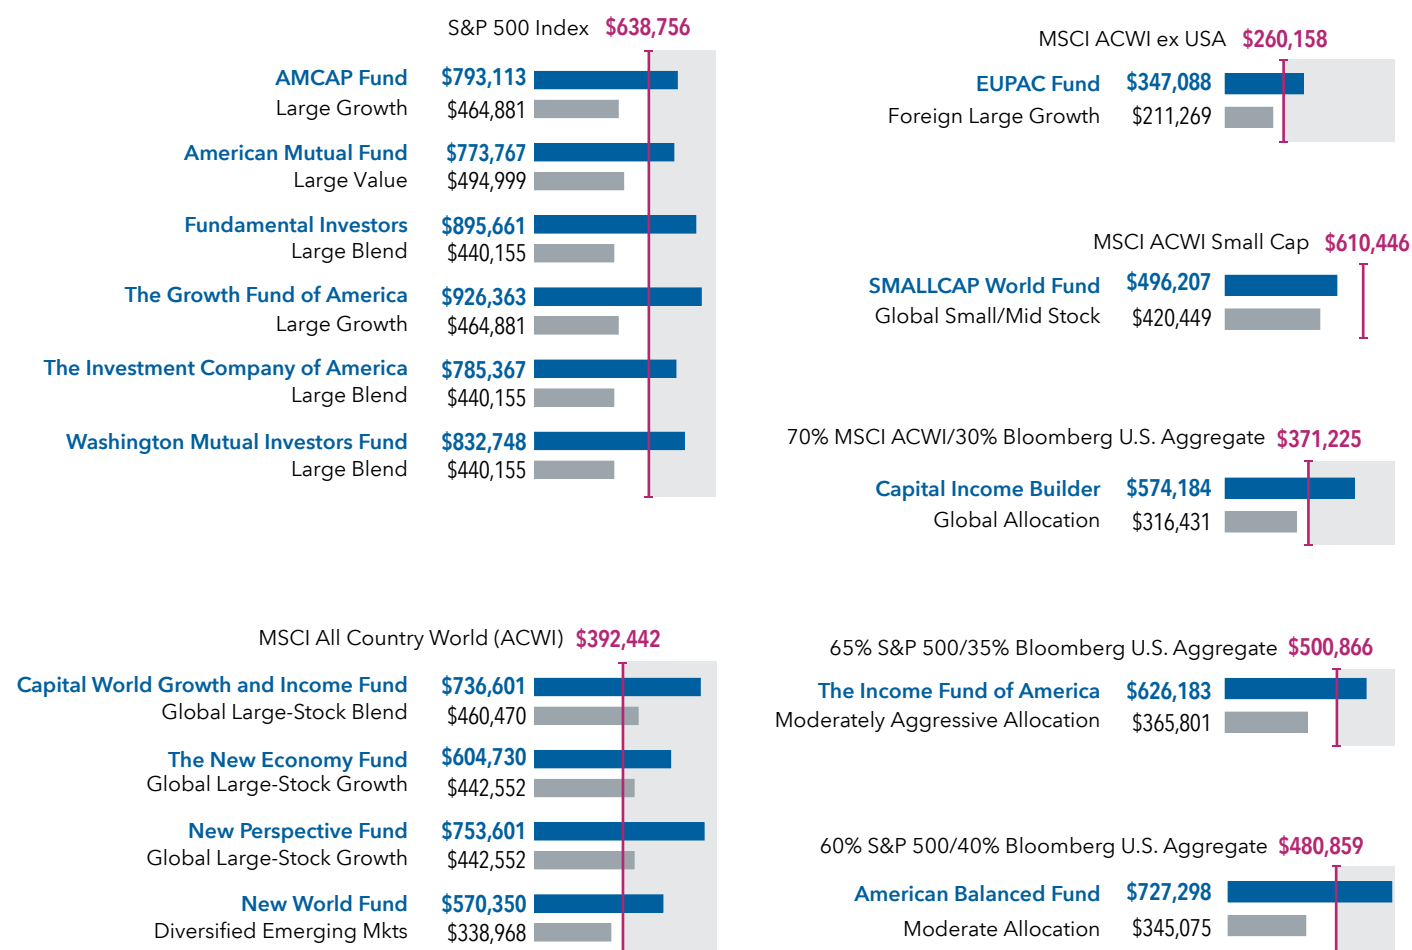 S&P 500 Index $638,756
AMCAP Fund $793,113
Large Growth $464,881
American Mutual Fund $773,767
Large Value $494,999
Fundamental Investors $895,661
Large Blend $440,155
The Growth Fund of America $926,363
Large Growth $464,881
The Investment Company of America $785,367
Large Blend $440,155
Washington Mutual Investors Fund $832,748
Large Blend $440,155
MSCI All Country World (ACWI) $392,442
Capital World Growth and Income Fund $736,601
Global Large-Stock Blend $460,470
The New Economy Fund $604,730
Global Large-Stock Growth $442,552
New Perspective Fund $753,601
Global Large-Stock Growth $442,552
New World Fund $570,350
Diversified Emerging Mkts $338,968
MSCI ACWI ex USA $260,158
EUPAC Fund $347,088
Foreign Large Growth $211,269
MSCI ACWI Small Cap $610,446
SMALLCAP World Fund $496,207
Global Small/Mid Stock $420,449
70% MSCI ACWI/30% Bloomberg U.S. Aggregate $371,225
Capital Income Builder $574,184
Global Allocation $316,431
65% S&P 500/35% Bloomberg U.S. Aggregate $500,866
The Income Fund of America $626,183
Moderately Aggressive Allocation $365,801
60% S&P 500/40% Bloomberg U.S. Aggregate $480,859
American Balanced Fund $727,298
Moderate Allocation $345,075